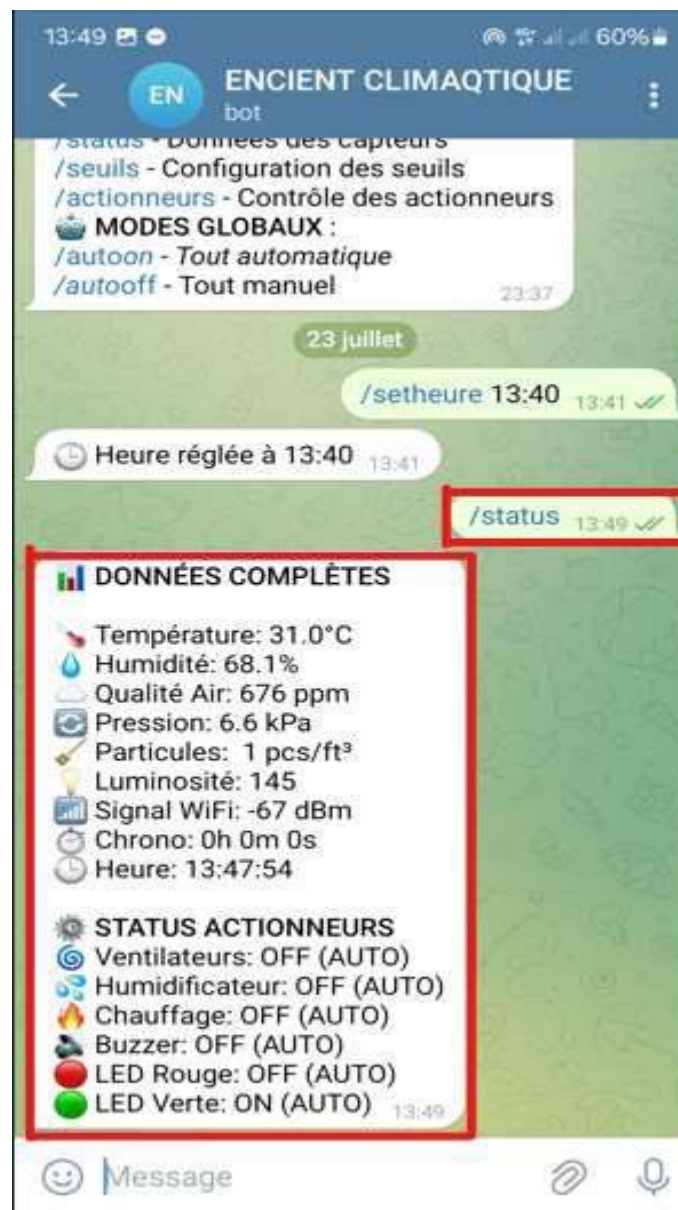 13:49 60%
EN ENCIENT CLIMAQTIQUE
bot
/status - Données des capteurs
/seuils - Configuration des seuils
/actionneurs - Contrôle des actionneurs
MODES GLOBAUX :
/autoon - Tout automatique
/autooff - Tout manuel 23:37
23 juillet
/setheure 13:40 13:41
Heure réglée à 13:40 13:41
/status 13:49
DONNÉES COMPLÈTES
Température: 31.0°C
Humidité: 68.1%
Qualité Air: 676 ppm
Pression: 6.6 kPa
Particules: 1 pcs/ft³
Luminosité: 145
Signal WiFi: -67 dBm
Chrono: 0h 0m 0s
Heure: 13:47:54
STATUS ACTIONNEURS
Ventilateurs: OFF (AUTO)
Humidificateur: OFF (AUTO)
Chauffage: OFF (AUTO)
Buzzer: OFF (AUTO)
LED Rouge: OFF (AUTO)
LED Verte: ON (AUTO) 13:49
Message